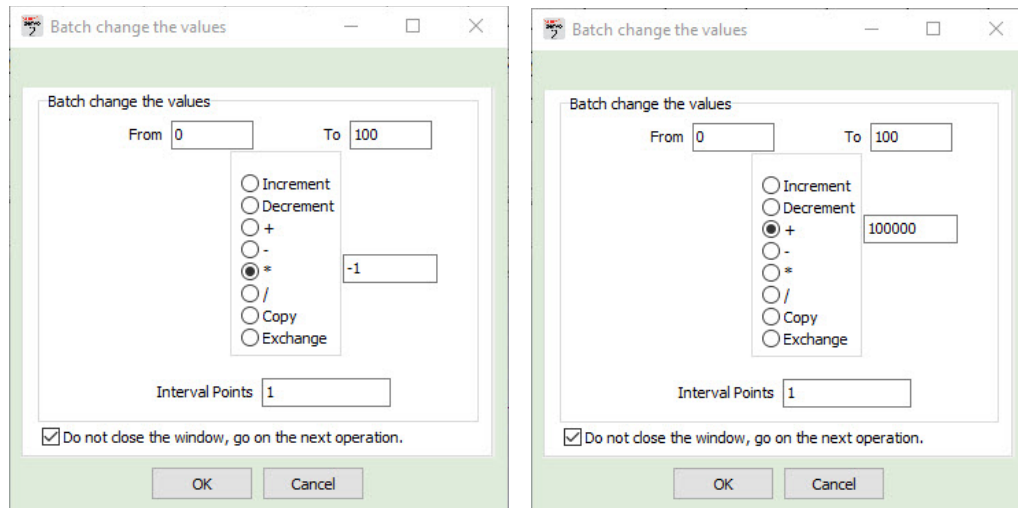 Batch change the values
Batch change the values
From 0 To 100
Increment
Decrement
+
-
* -1
/
Copy
Exchange
Interval Points 1
Do not close the window, go on the next operation.
OK Cancel
Batch change the values
Batch change the values
From 0 To 100
Increment
Decrement
+ 100000
-
*
/
Copy
Exchange
Interval Points 1
Do not close the window, go on the next operation.
OK Cancel